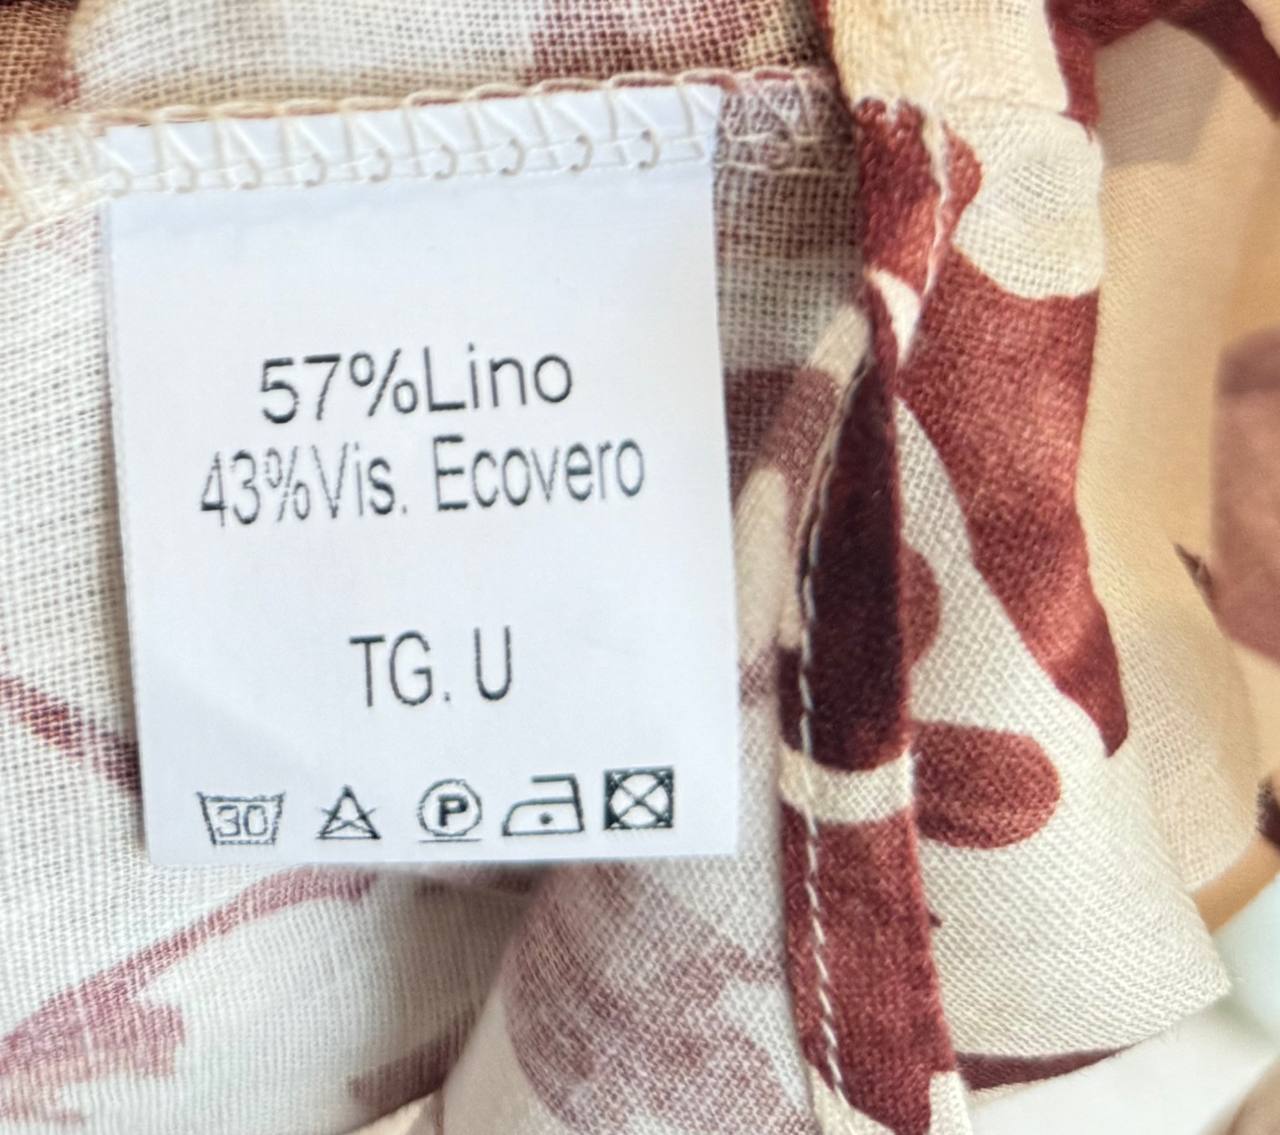 57%Lino
43%Vis. Ecovero
TG. U
30 P